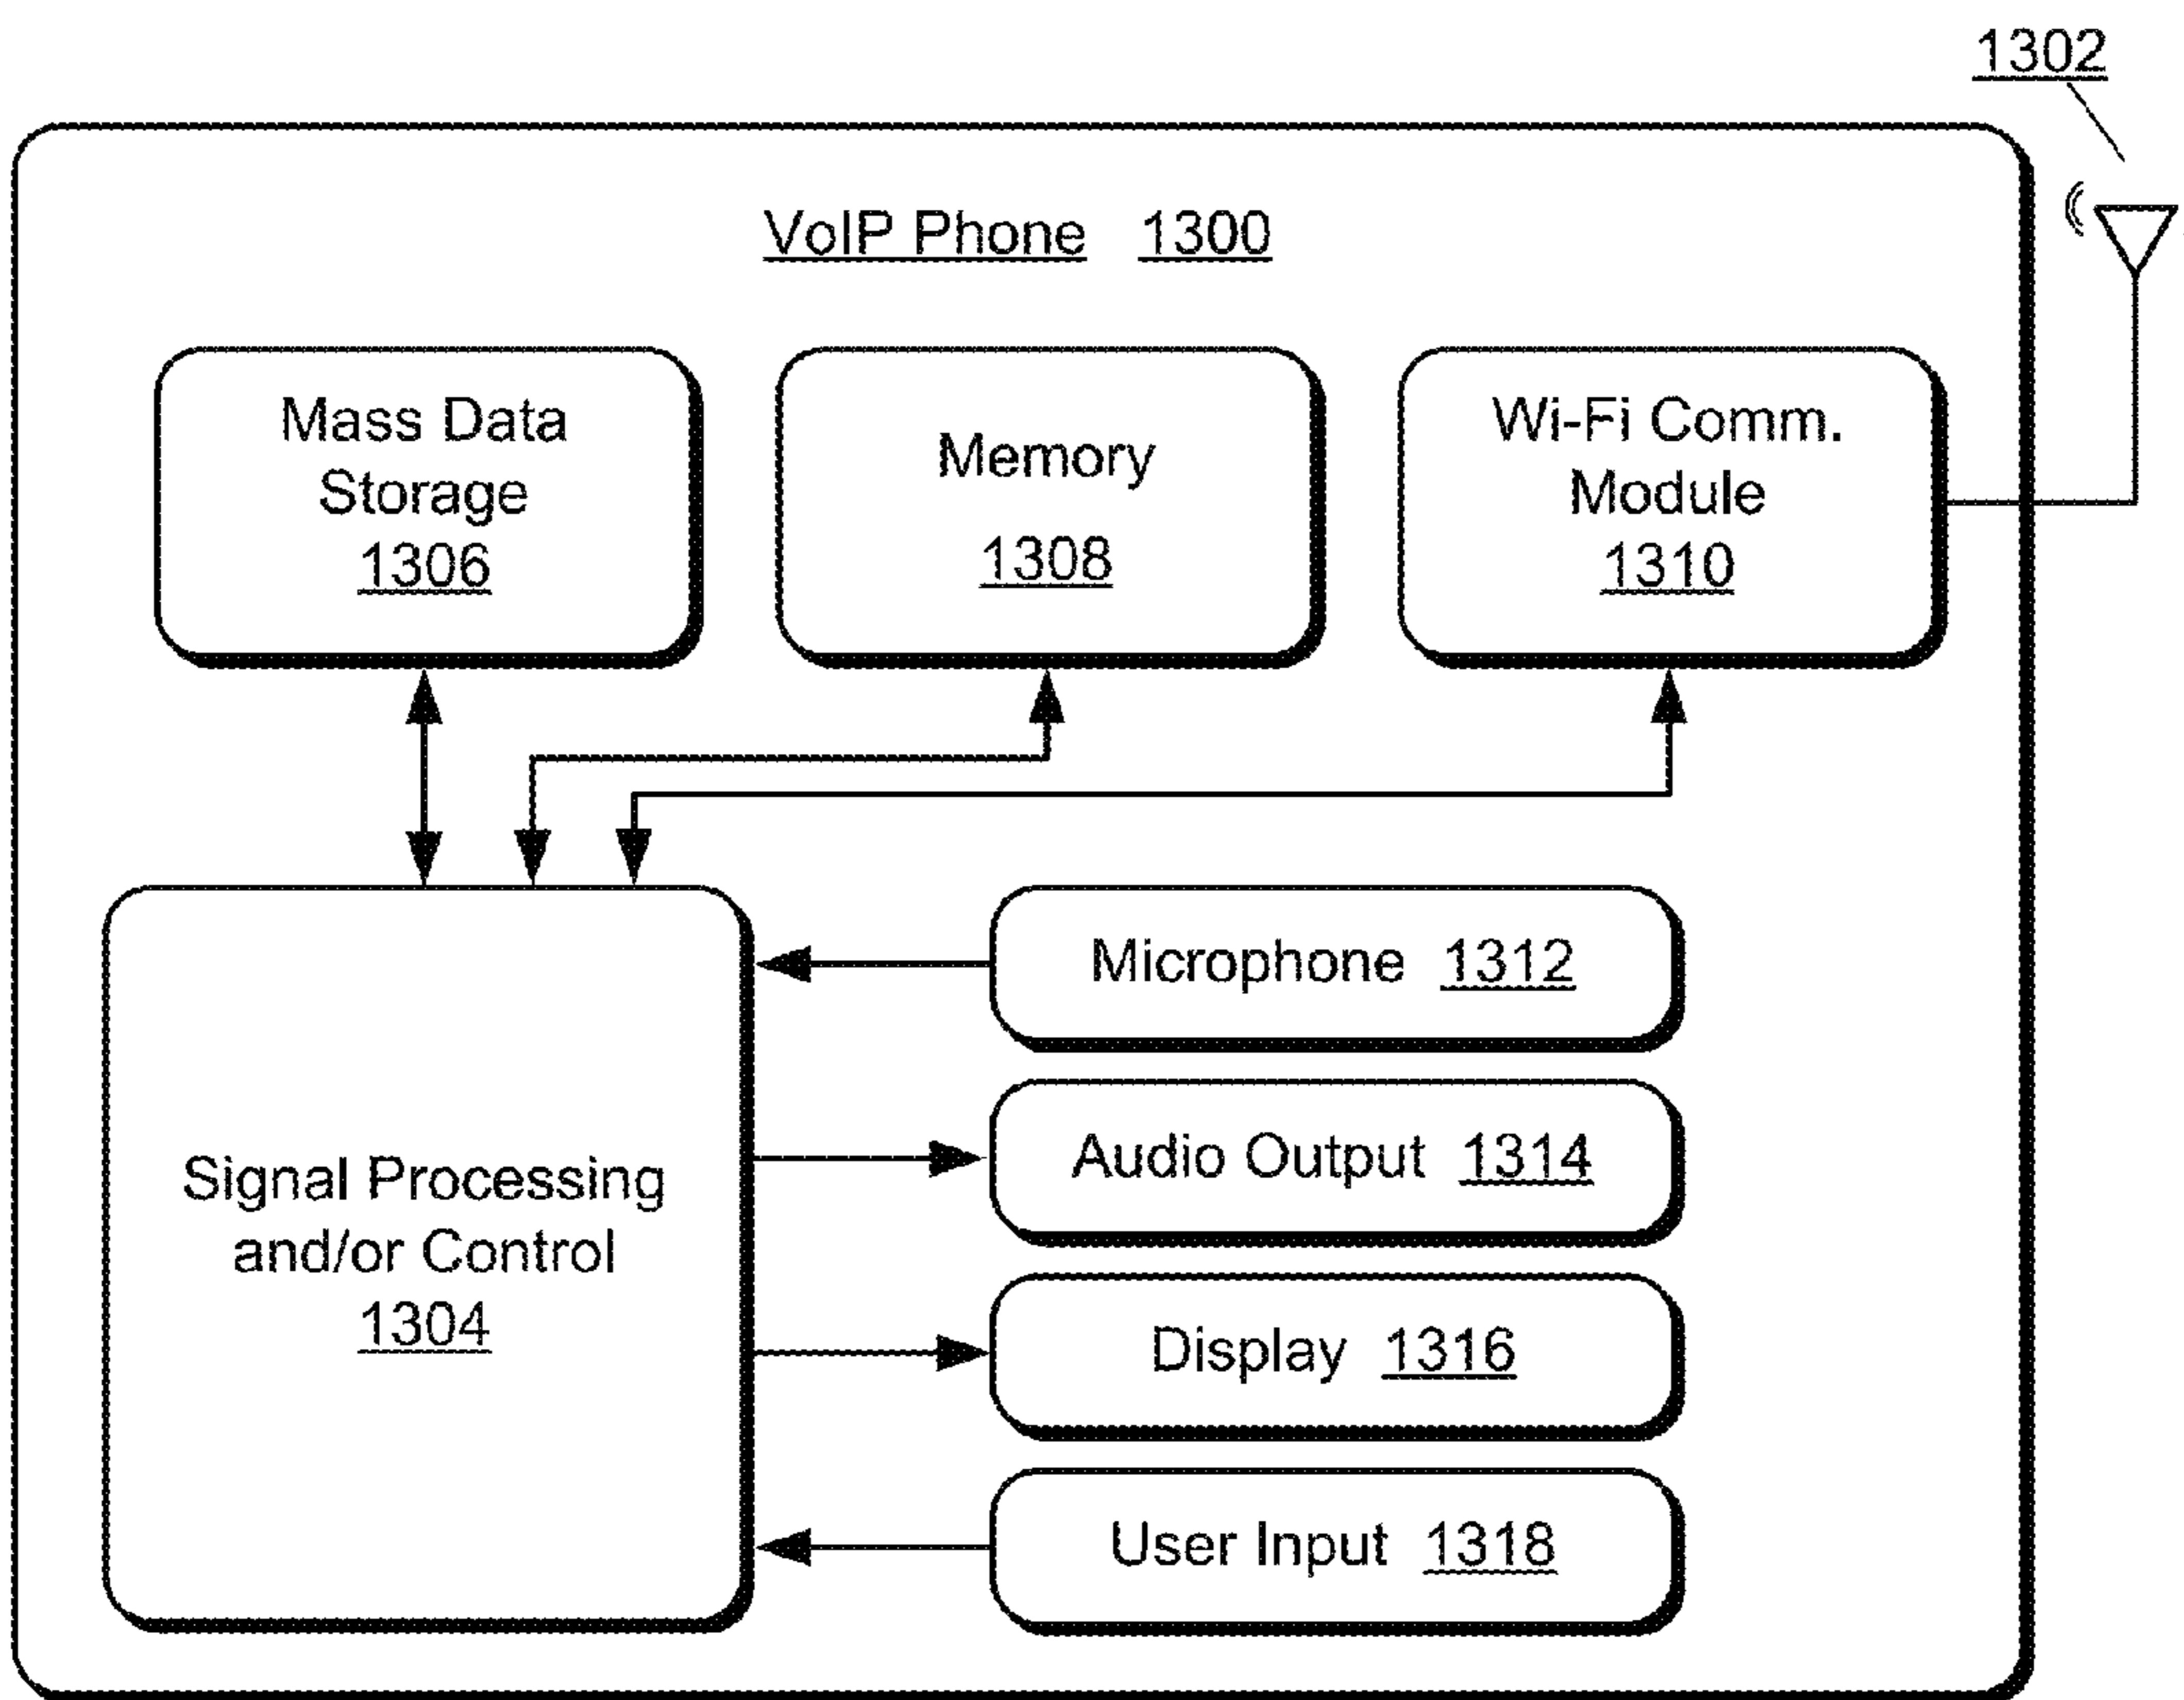 1302
VoIP Phone 1300
Mass Data
Storage
1306
Memory
1308
Wi-Fi Comm.
Module
1310
Signal Processing
and/or Control
1304
Microphone 1312
Audio Output 1314
Display 1316
User Input 1318